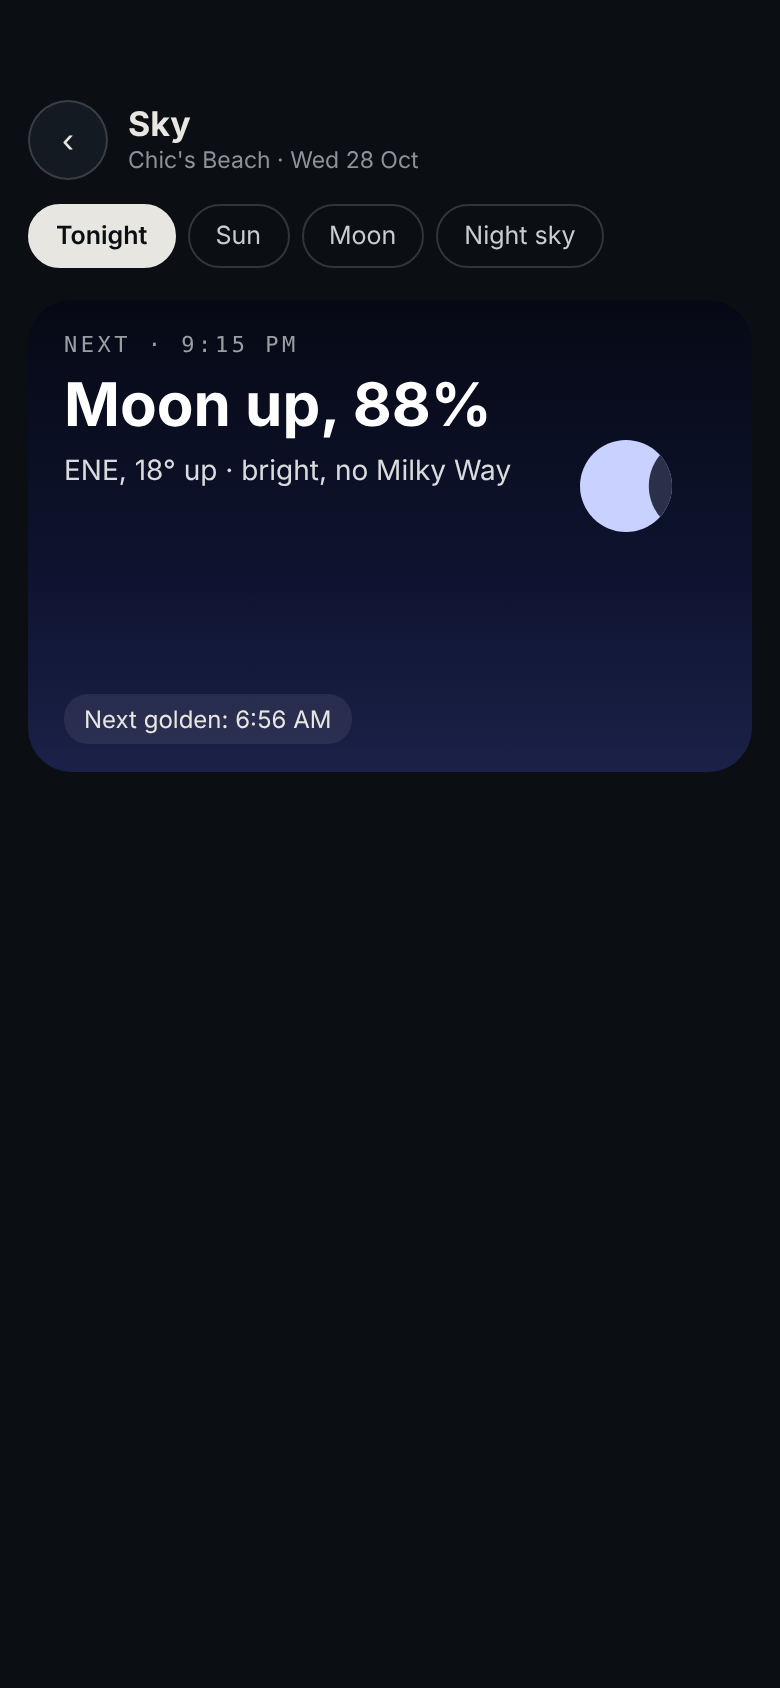 ‹
Sky
Chic's Beach · Wed 28 Oct
Tonight
Sun
Moon
Night sky
NEXT · 9:15 PM
Moon up, 88%
ENE, 18° up · bright, no Milky Way
Next golden: 6:56 AM